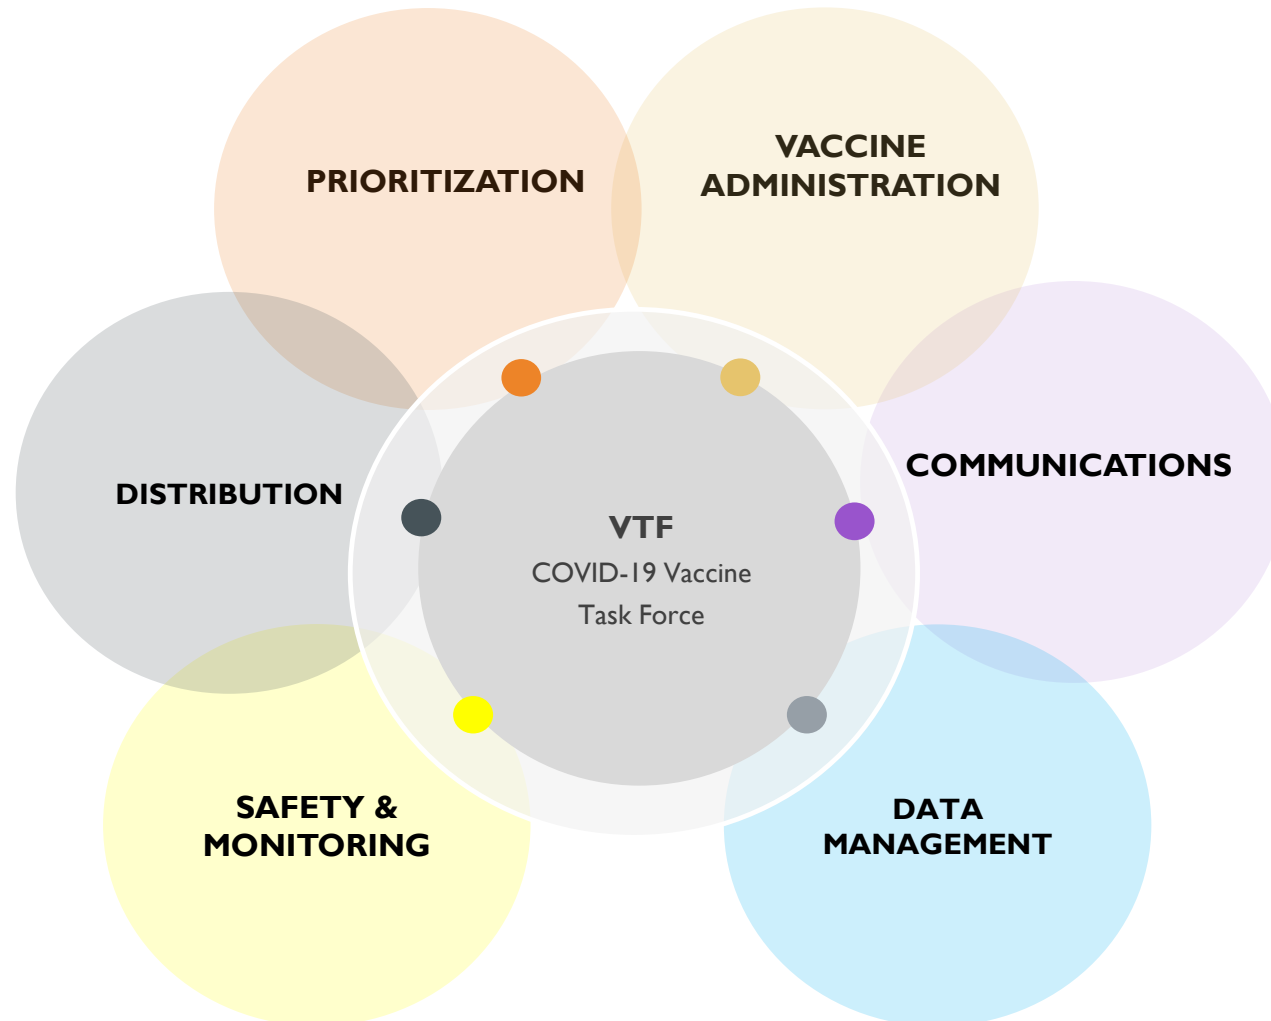 PRIORITIZATION
VACCINE
ADMINISTRATION
DISTRIBUTION
COMMUNICATIONS
VTF
COVID-19 Vaccine
Task Force
SAFETY &
MONITORING
DATA
MANAGEMENT